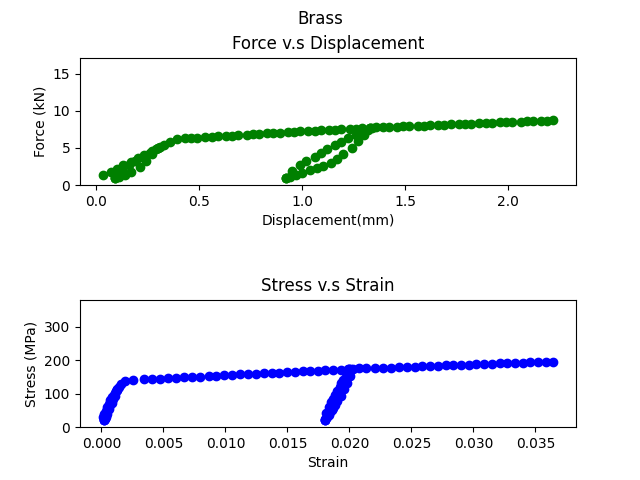 Brass
Force v.s Displacement
Force (kN)
15
10
5
0
0.0 0.5 1.0 1.5 2.0
Displacement(mm)
Stress v.s Strain
Stress (MPa)
300
200
100
0
0.000 0.005 0.010 0.015 0.020 0.025 0.030 0.035
Strain